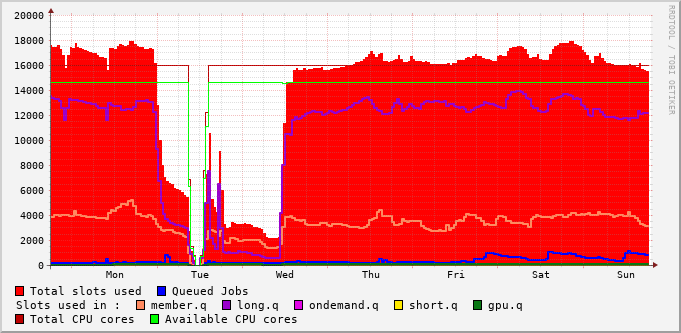 20000
18000
16000
14000
12000
10000
8000
6000
4000
2000
0
Mon Tue Wed Thu Fri Sat Sun
Total slots used Queued Jobs
Slots used in : member.q long.q ondemand.q short.q gpu.q
Total CPU cores Available CPU cores
RRDTOOL / TOBI OETIKER